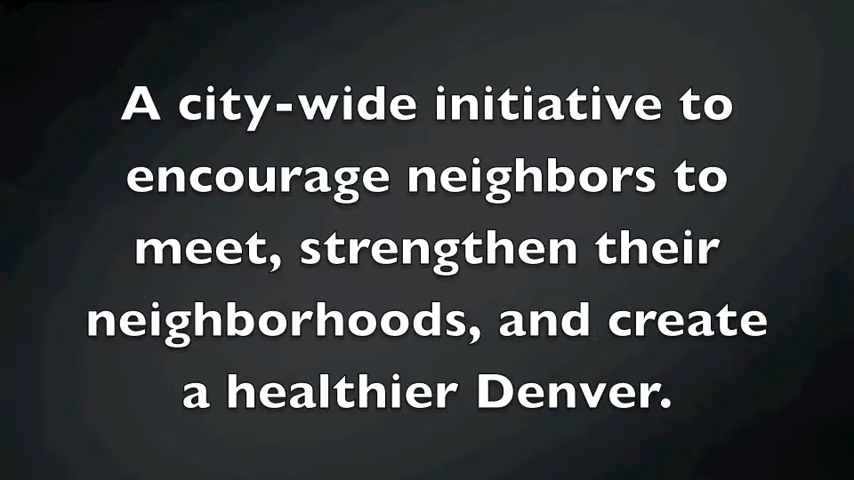 A city-wide initiative to
encourage neighbors to
meet, strengthen their
neighborhoods, and create
a healthier Denver.